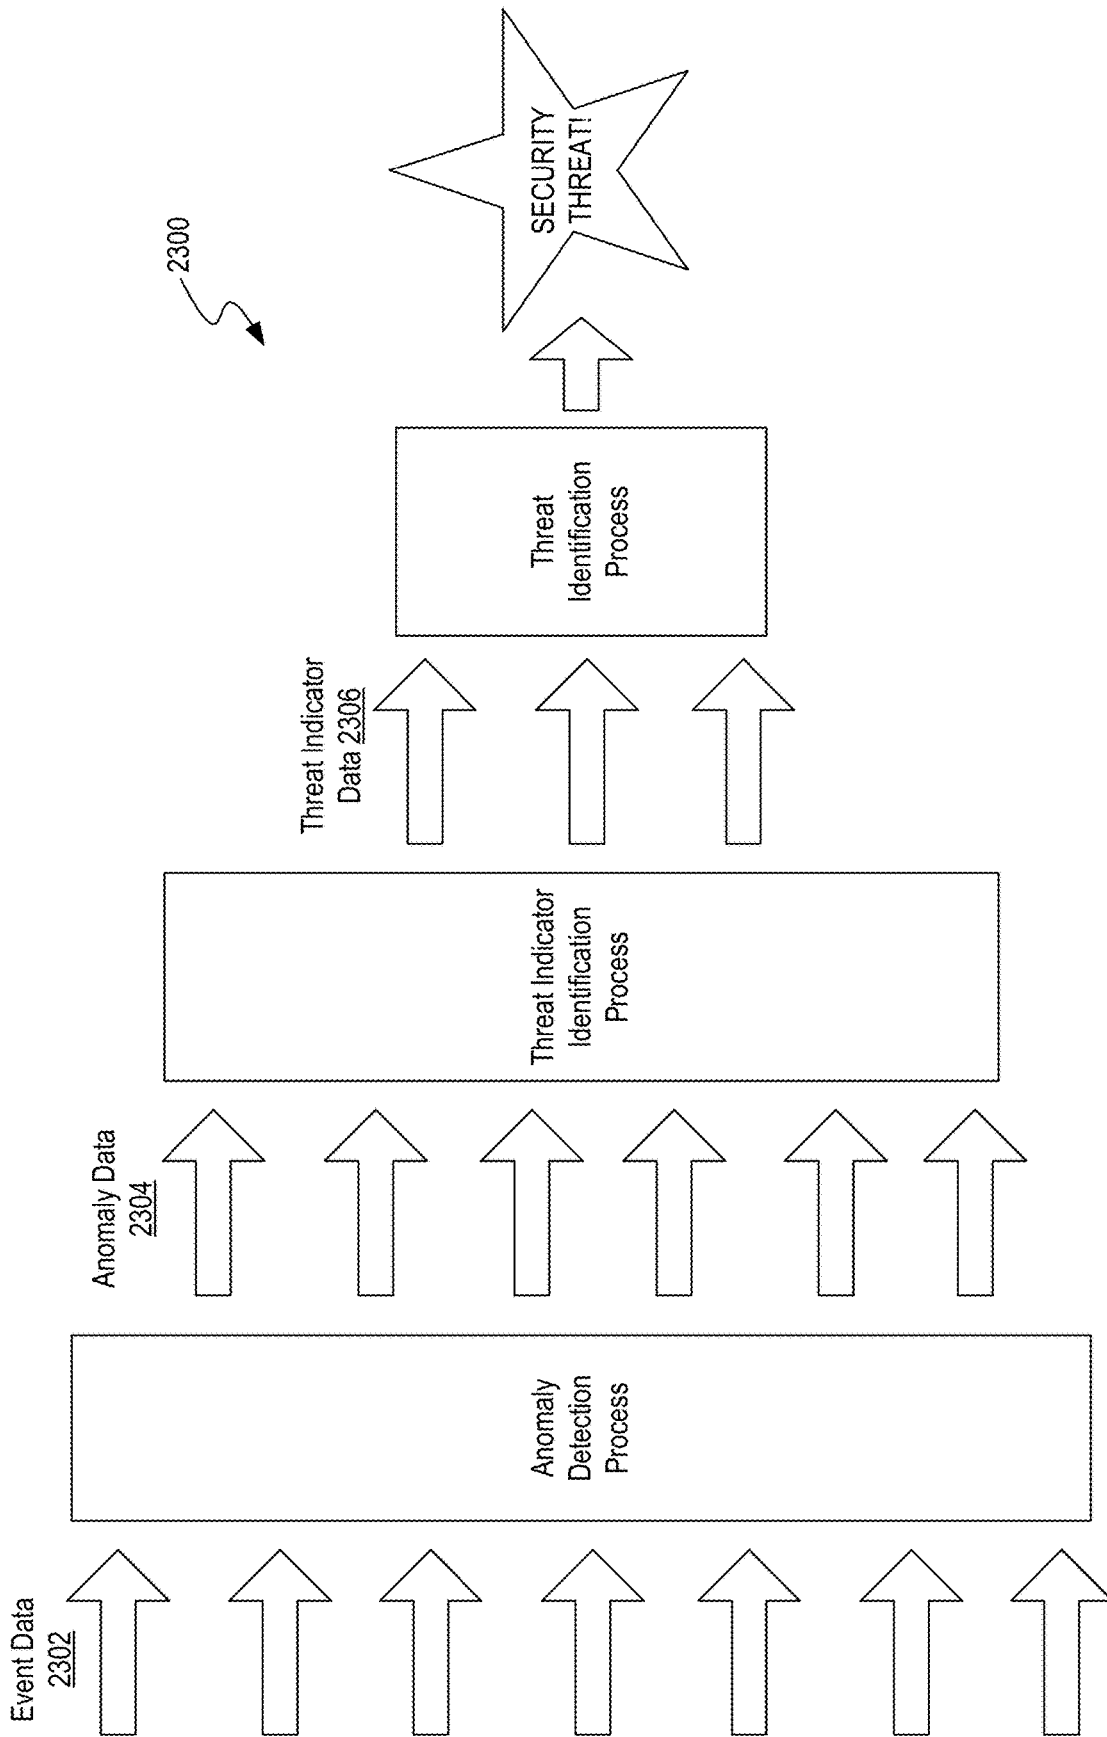 2300
Event Data
2302
Anomaly
Detection
Process
Anomaly Data
2304
Threat Indicator
Identification
Process
Threat Indicator
Data 2306
Threat
Identification
Process
SECURITY
THREAT!